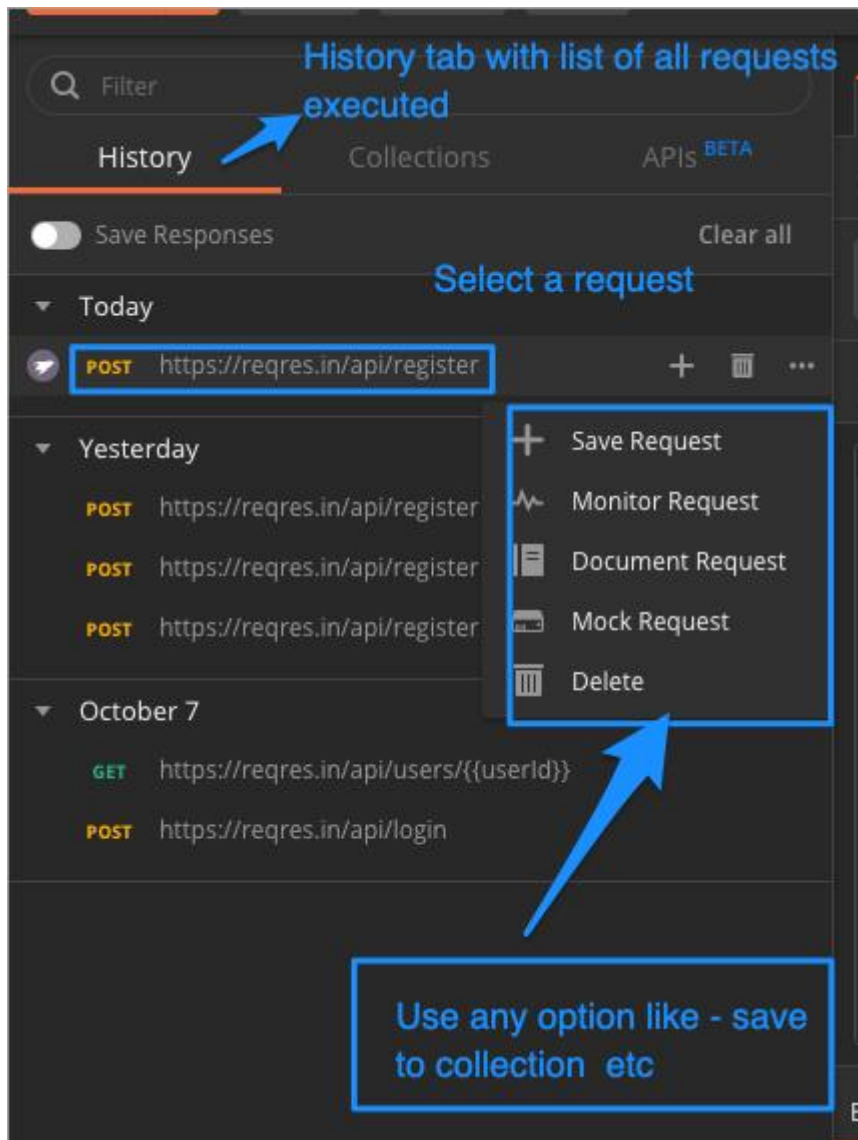 History tab with list of all requests
Filter
executed
History Collections APIs BETA
Save Responses Clear all
Select a request
Today
POST https://reqres.in/api/register
Save Request
Yesterday
Monitor Request
POST https://reqres.in/api/register
Document Request
POST https://reqres.in/api/register
Mock Request
POST https://reqres.in/api/register
Delete
October 7
GET https://reqres.in/api/users/{{userId}}
POST https://reqres.in/api/login
Use any option like - save
to collection etc